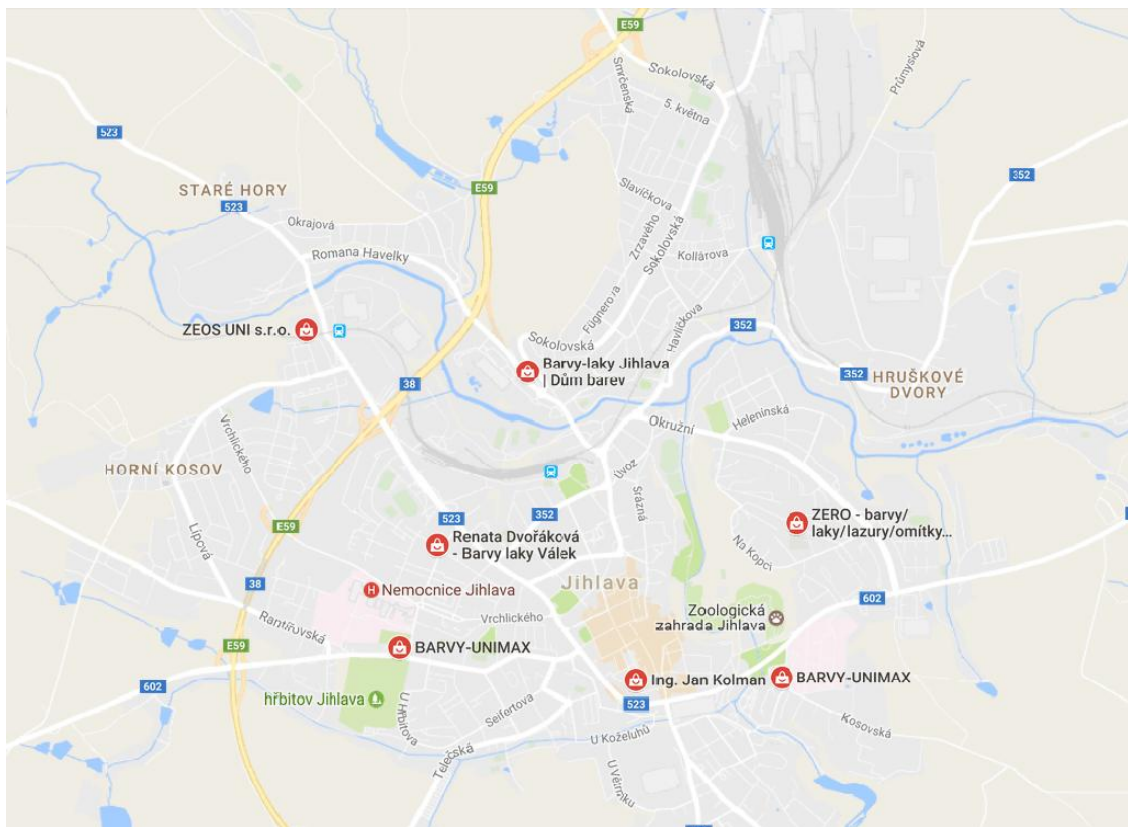 E59
Sokolovská
Smrčenská
Průmyslová
5. května
523
352
STARÉ HORY
523
E59
Slavíčkova
Okrajová
Zrzavého
Sokolovská
Romana Havelky
Kollárova
Fügnerova
Havlíčkova
ZEOS UNI s.r.o.
Sokolovská
352
Barvy-laky Jihlava
| Dům barev
38
352
HRUŠKOVÉ
DVORY
Helenínská
Okružní
Vrchlického
HORNÍ KOSOV
Úvoz
Srázná
523
352
E59
Lípová
ZERO - barvy/
laky/lazury/omítky...
Renata Dvořáková
- Barvy laky Válek
Na Kopci
38
Nemocnice Jihlava
Jihlava
602
Rantířovská
Vrchlického
Zoologická
zahrada Jihlava
E59
BARVY-UNIMAX
602
Ing. Jan Kolman
BARVY-UNIMAX
hřbitov Jihlava
U Hřbitova
Seifertova
523
Kosovská
U Koželuhů
Telečská
U Větrníku